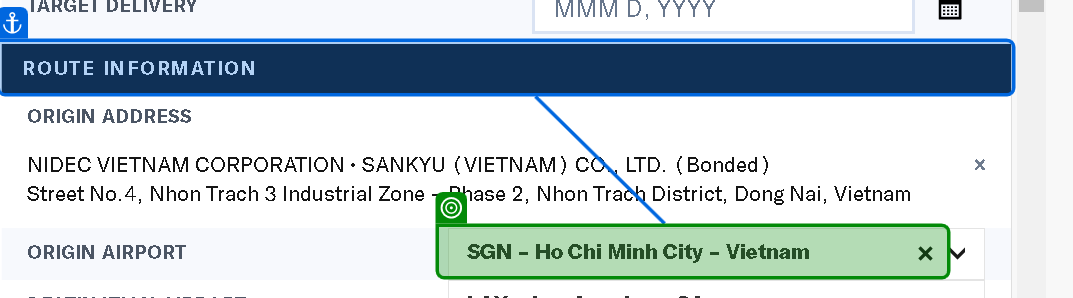 TARGET DELIVERY
MMM D, YYYY
ROUTE INFORMATION
ORIGIN ADDRESS
NIDEC VIETNAM CORPORATION • SANKYU (VIETNAM) CO., LTD. (Bonded)
Street No.4, Nhon Trach 3 Industrial Zone – Phase 2, Nhon Trach District, Dong Nai, Vietnam
ORIGIN AIRPORT
SGN – Ho Chi Minh City – Vietnam